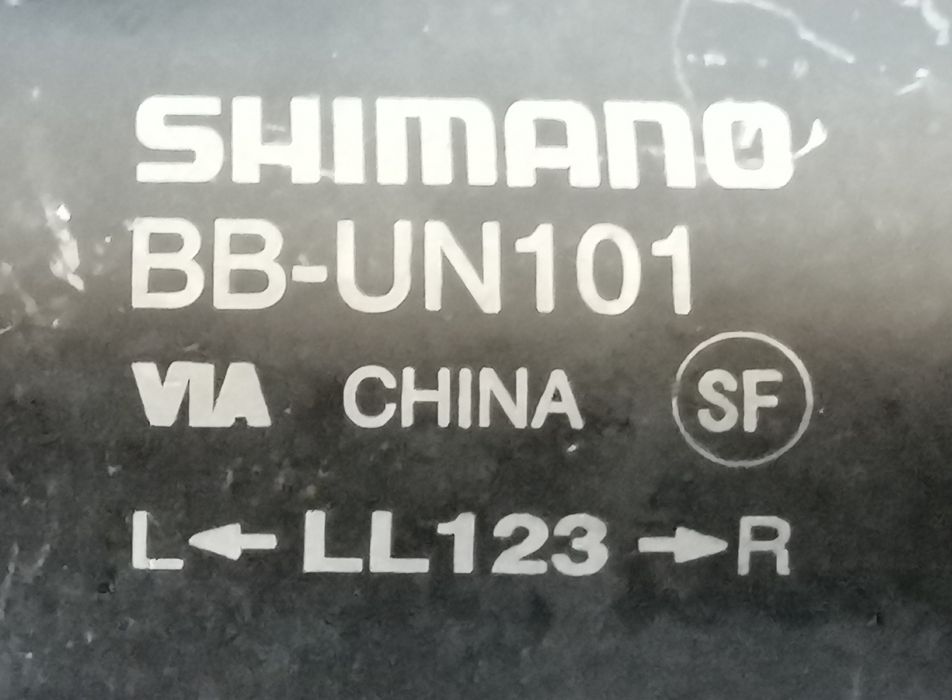 SHIMANO
BB-UN101
VIA CHINA SF
L←LL123→R